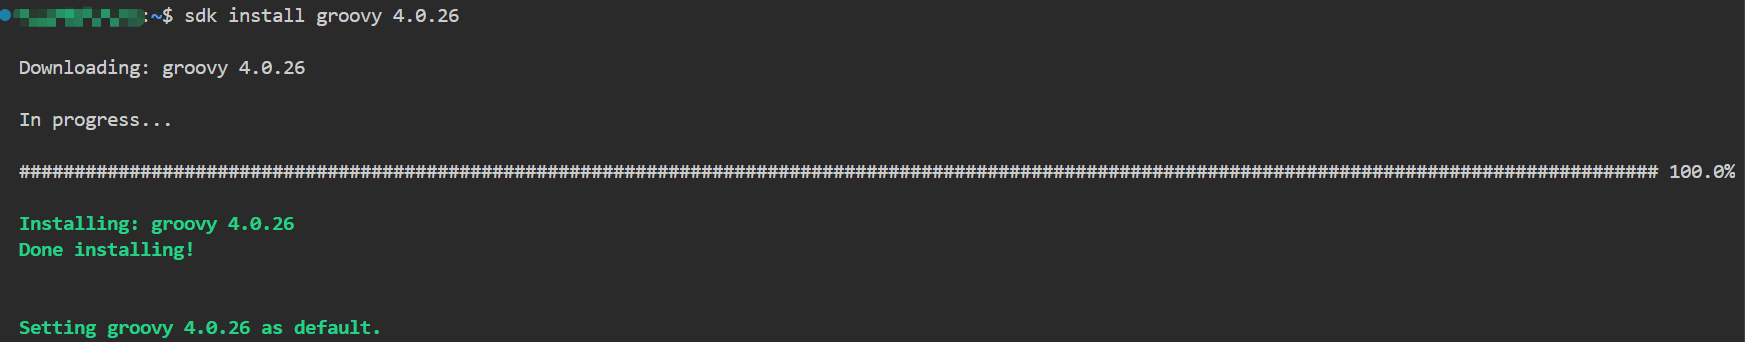 :~$ sdk install groovy 4.0.26
Downloading: groovy 4.0.26
In progress...
##################################################################################################################################################### 100.0%
Installing: groovy 4.0.26
Done installing!
Setting groovy 4.0.26 as default.